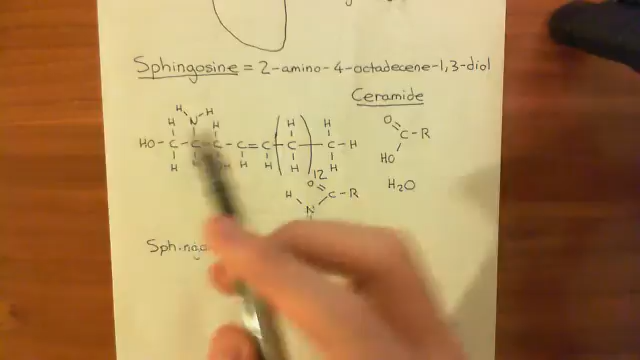 Sphingosine = 2-amino-4-octadecene-1,3-diol
Ceramide
H H
H N H H H O
HO-C-C-C-C=C-C-C-H C-R
H H H H H HO
12
O H₂O
H C-R
N